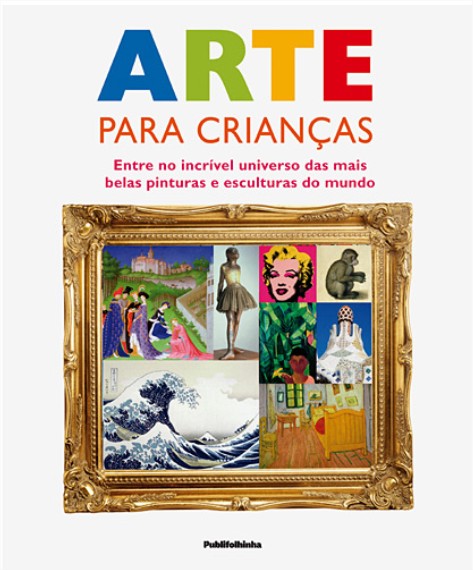 ARTE
PARA CRIANÇAS
Entre no incrível universo das mais
belas pinturas e esculturas do mundo
Publifolhinha